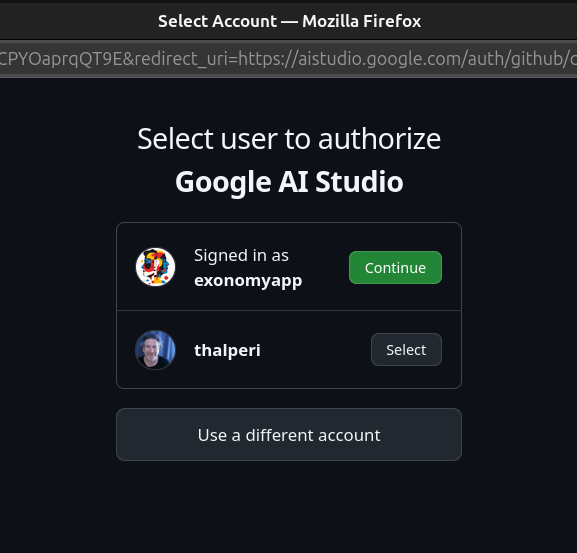 Select Account — Mozilla Firefox
CPYOaprqQT9E&redirect_uri=https://aistudio.google.com/auth/github/c
Select user to authorize
Google AI Studio
Signed in as
exonomyapp
Continue
thalperi
Select
Use a different account